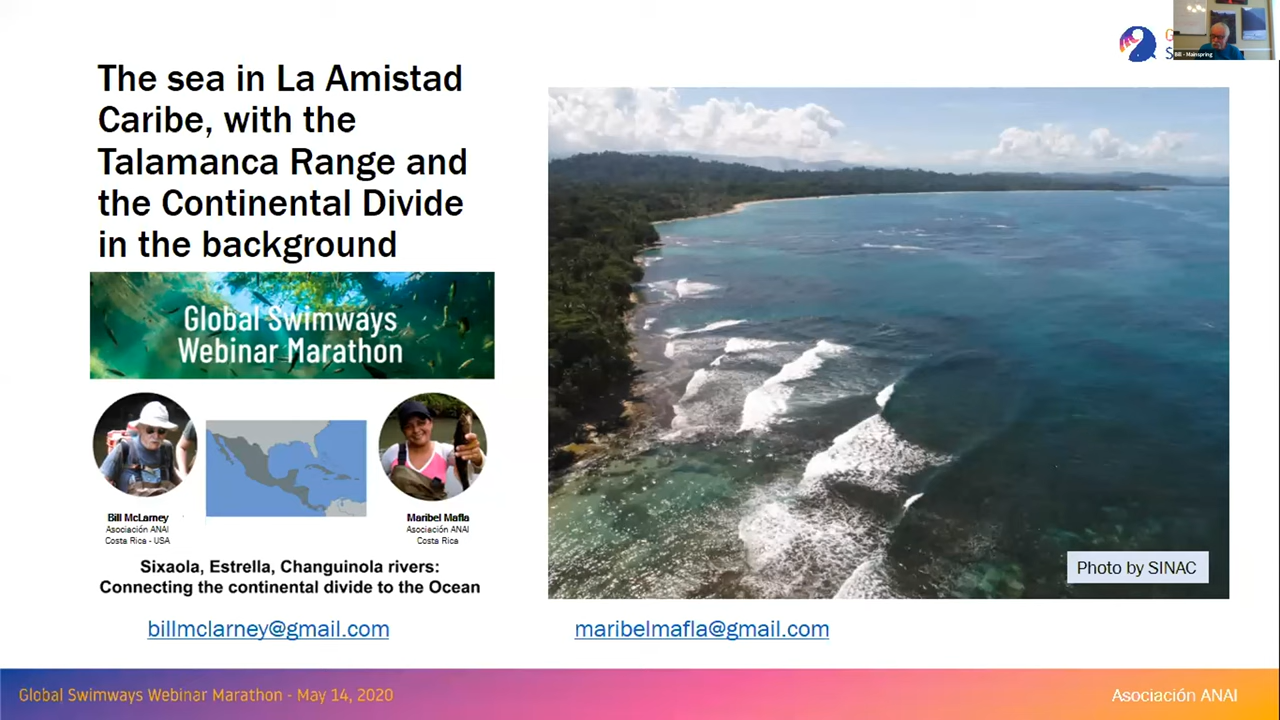 The sea in La Amistad
Caribe, with the
Talamanca Range and
the Continental Divide
in the background
Global Swimways
Webinar Marathon
Bill McLarney
Asociación ANAI
Costa Rica - USA
Maribel Mafla
Asociación ANAI
Costa Rica
Sixaola, Estrella, Changuinola rivers:
Connecting the continental divide to the Ocean
billmclarney@gmail.com
maribelmafla@gmail.com
Photo by SINAC
Bill - Mainspring
Global Swimways Webinar Marathon - May 14, 2020
Asociación ANAI